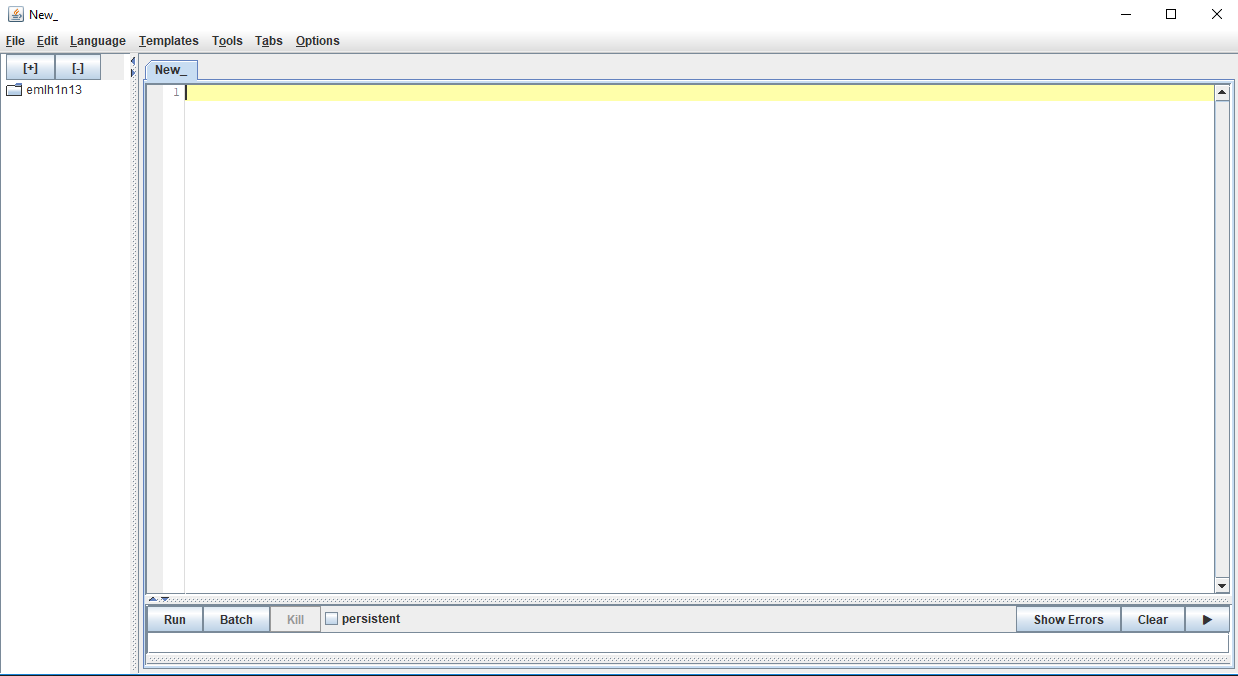 New_
File Edit Language Templates Tools Tabs Options
[+] [-]
New_
emlh1n13
1
Run Batch Kill persistent Show Errors Clear